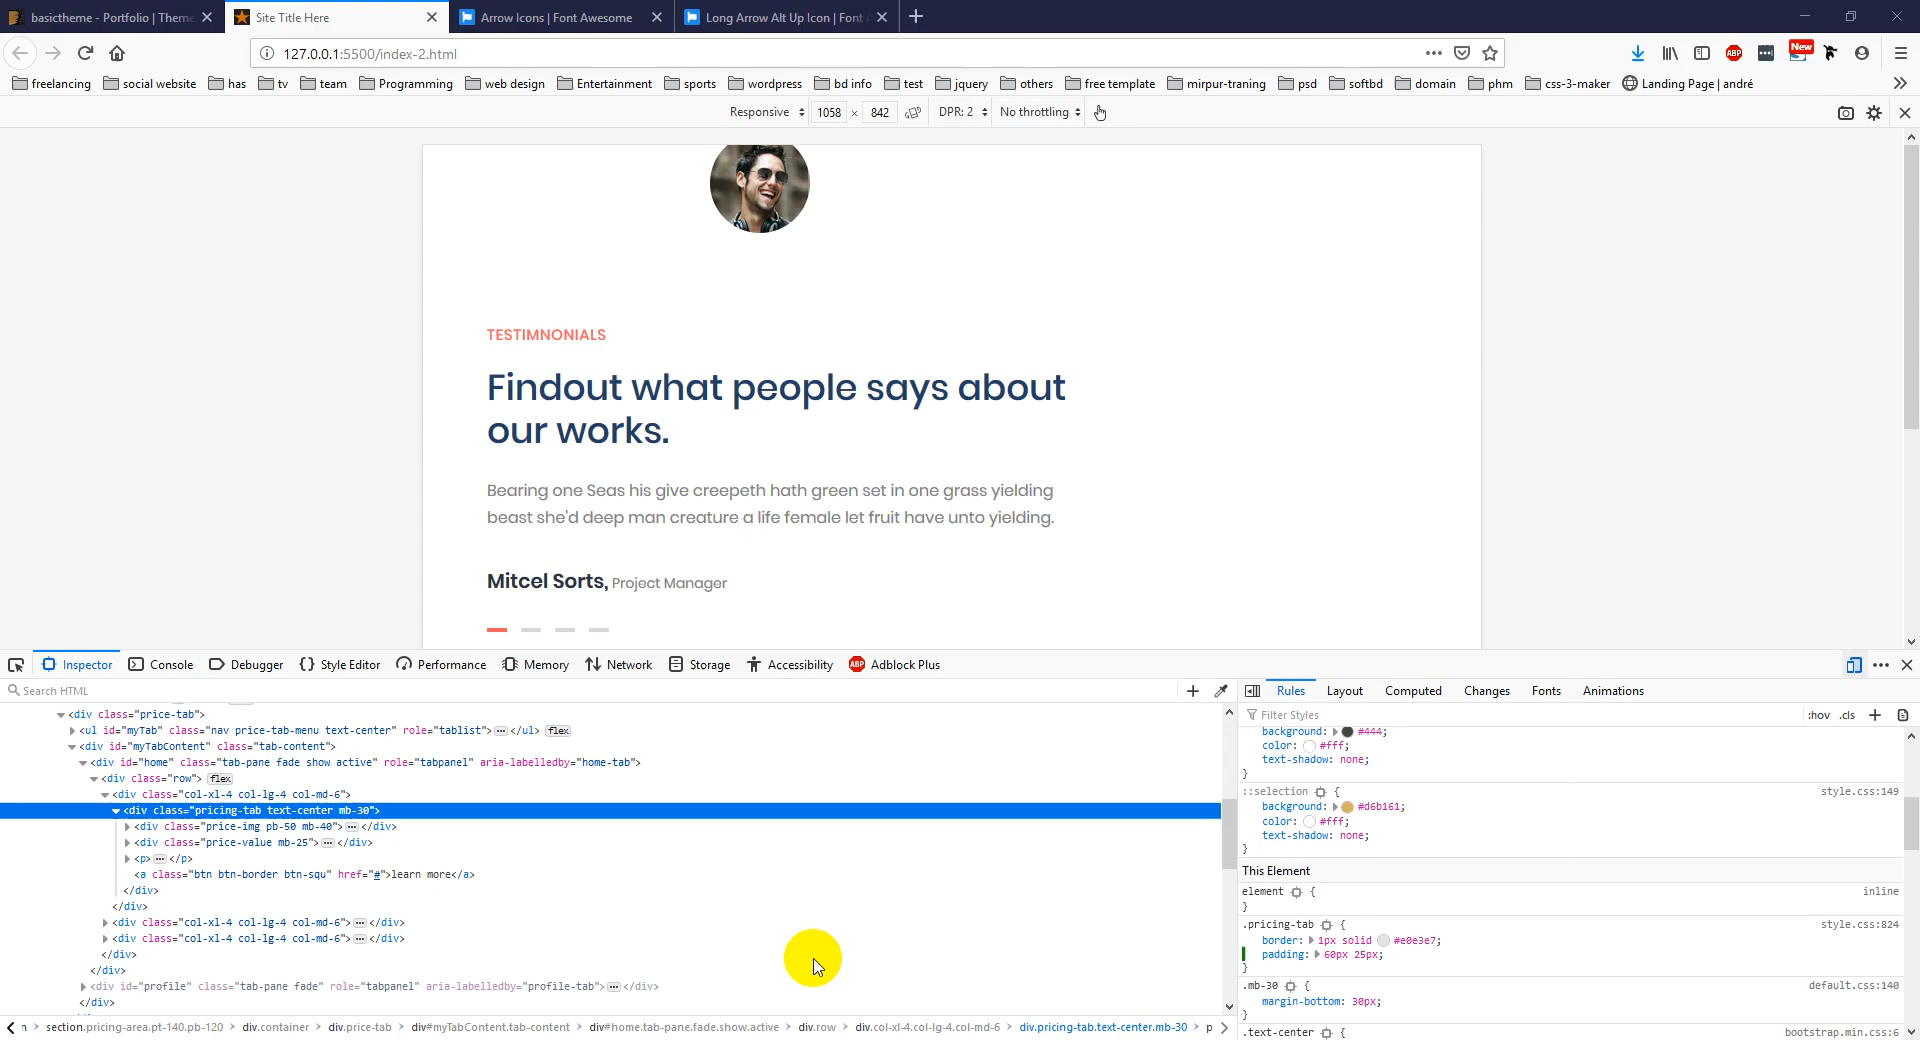 basictheme - Portfolio | Theme
Site Title Here
Arrow Icons | Font Awesome
Long Arrow Alt Up Icon | Font A
127.0.0.1:5500/index-2.html
ABP
New
freelancing
social website
has
tv
team
Programming
web design
Entertainment
sports
wordpress
bd info
test
jquery
others
free template
mirpur-traning
psd
softbd
domain
phm
css-3-maker
Landing Page | andré
Responsive 1058 × 842 DPR: 2 No throttling
TESTIMNONIALS
Findout what people says about
our works.
Bearing one Seas his give creepeth hath green set in one grass yielding
beast she'd deep man creature a life female let fruit have unto yielding.
Mitcel Sorts, Project Manager
Inspector Console Debugger Style Editor Performance Memory Network Storage Accessibility ABP Adblock Plus
Search HTML
<div class="price-tab">
<ul id="myTab" class="nav price-tab-menu text-center" role="tablist"></ul> flex
<div id="myTabContent" class="tab-content">
<div id="home" class="tab-pane fade show active" role="tabpanel" aria-labelledby="home-tab">
<div class="row"> flex
<div class="col-xl-4 col-lg-4 col-md-6">
<div class="pricing-tab text-center mb-30">
<div class="price-img pb-50 mb-40"></div>
<div class="price-value mb-25"></div>
<p></p>
<a class="btn btn-border btn-squ" href="#">learn more</a>
</div>
</div>
<div class="col-xl-4 col-lg-4 col-md-6"></div>
<div class="col-xl-4 col-lg-4 col-md-6"></div>
</div>
</div>
<div id="profile" class="tab-pane fade" role="tabpanel" aria-labelledby="profile-tab"></div>
</div>
n section.pricing-area.pt-140.pb-120 div.container div.price-tab div#myTabContent.tab-content div#home.tab-pane.fade.show.active div.row div.col-xl-4.col-lg-4.col-md-6 div.pricing-tab.text-center.mb-30 p
Rules Layout Computed Changes Fonts Animations
Filter Styles :hov .cls
background: #444;
color: #fff;
text-shadow: none;
}
::selection { style.css:149
background: #d6b161;
color: #fff;
text-shadow: none;
}
This Element
element { inline
}
.pricing-tab { style.css:824
border: 1px solid #e0e3e7;
padding: 60px 25px;
}
.mb-30 { default.css:140
margin-bottom: 30px;
}
.text-center { bootstrap.min.css:6